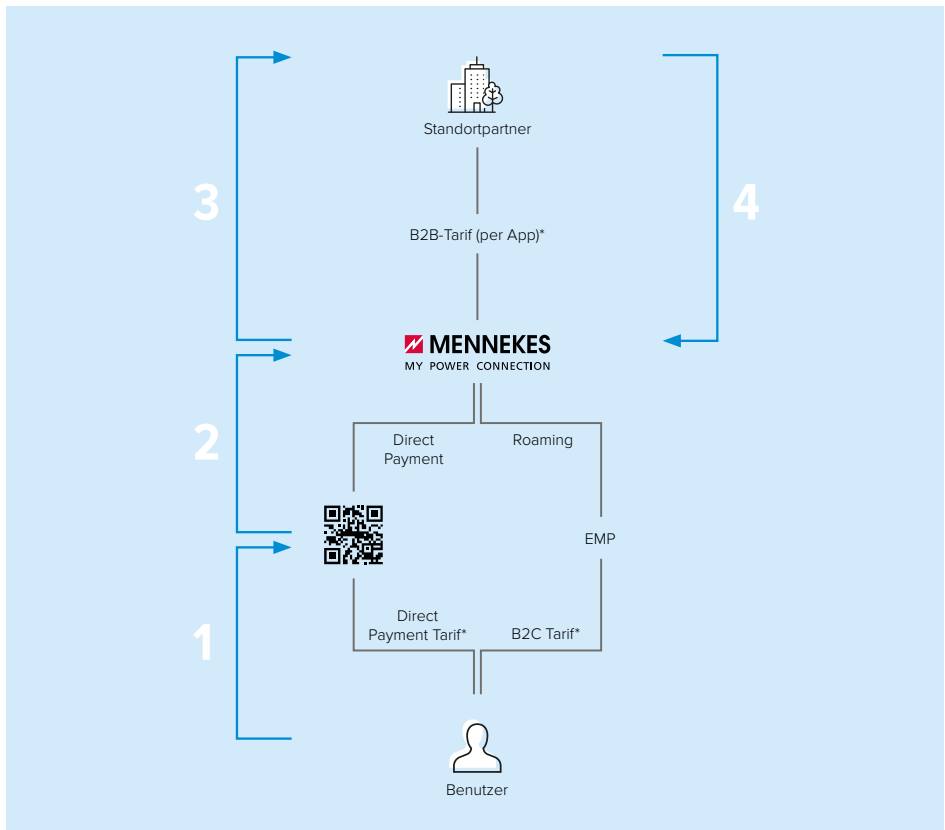 Standortpartner
3
4
B2B-Tarif (per App)*
MENNEKES
MY POWER CONNECTION
2
Direct
Payment
Roaming
EMP
1
Direct
Payment Tarif*
B2C Tarif*
Benutzer